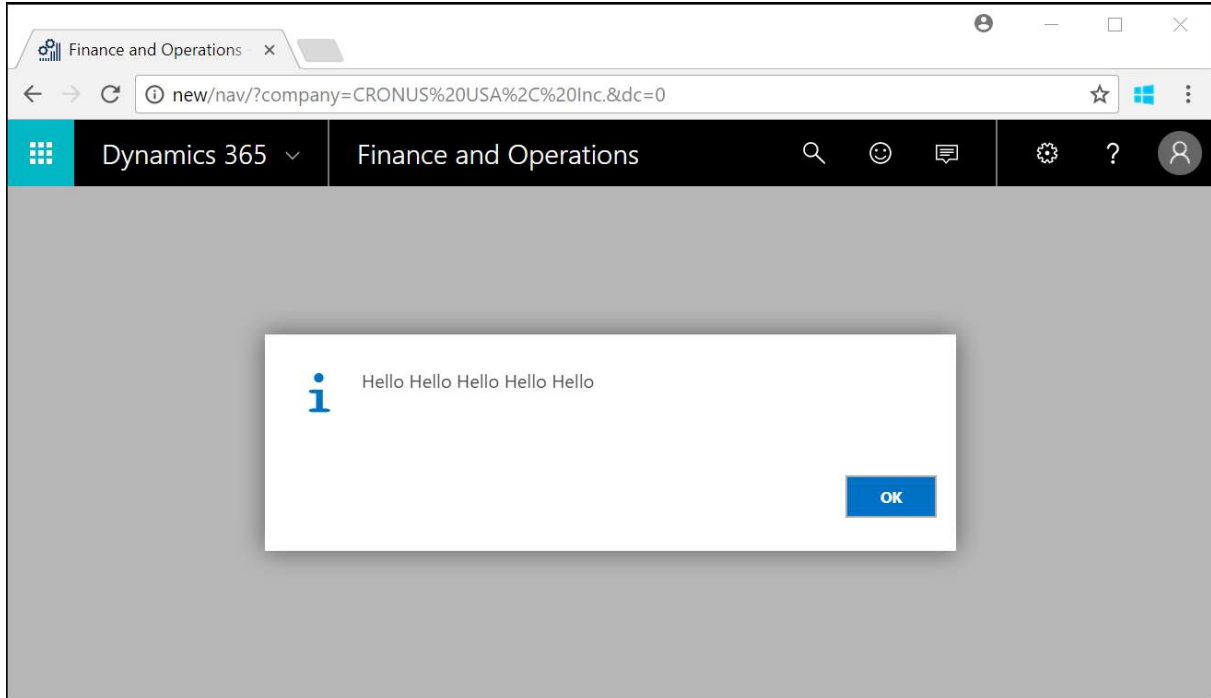 Finance and Operations
new/nav/?company=CRONUS%20USA%2C%20Inc.&dc=0
Dynamics 365 Finance and Operations ?
Hello Hello Hello Hello Hello
OK